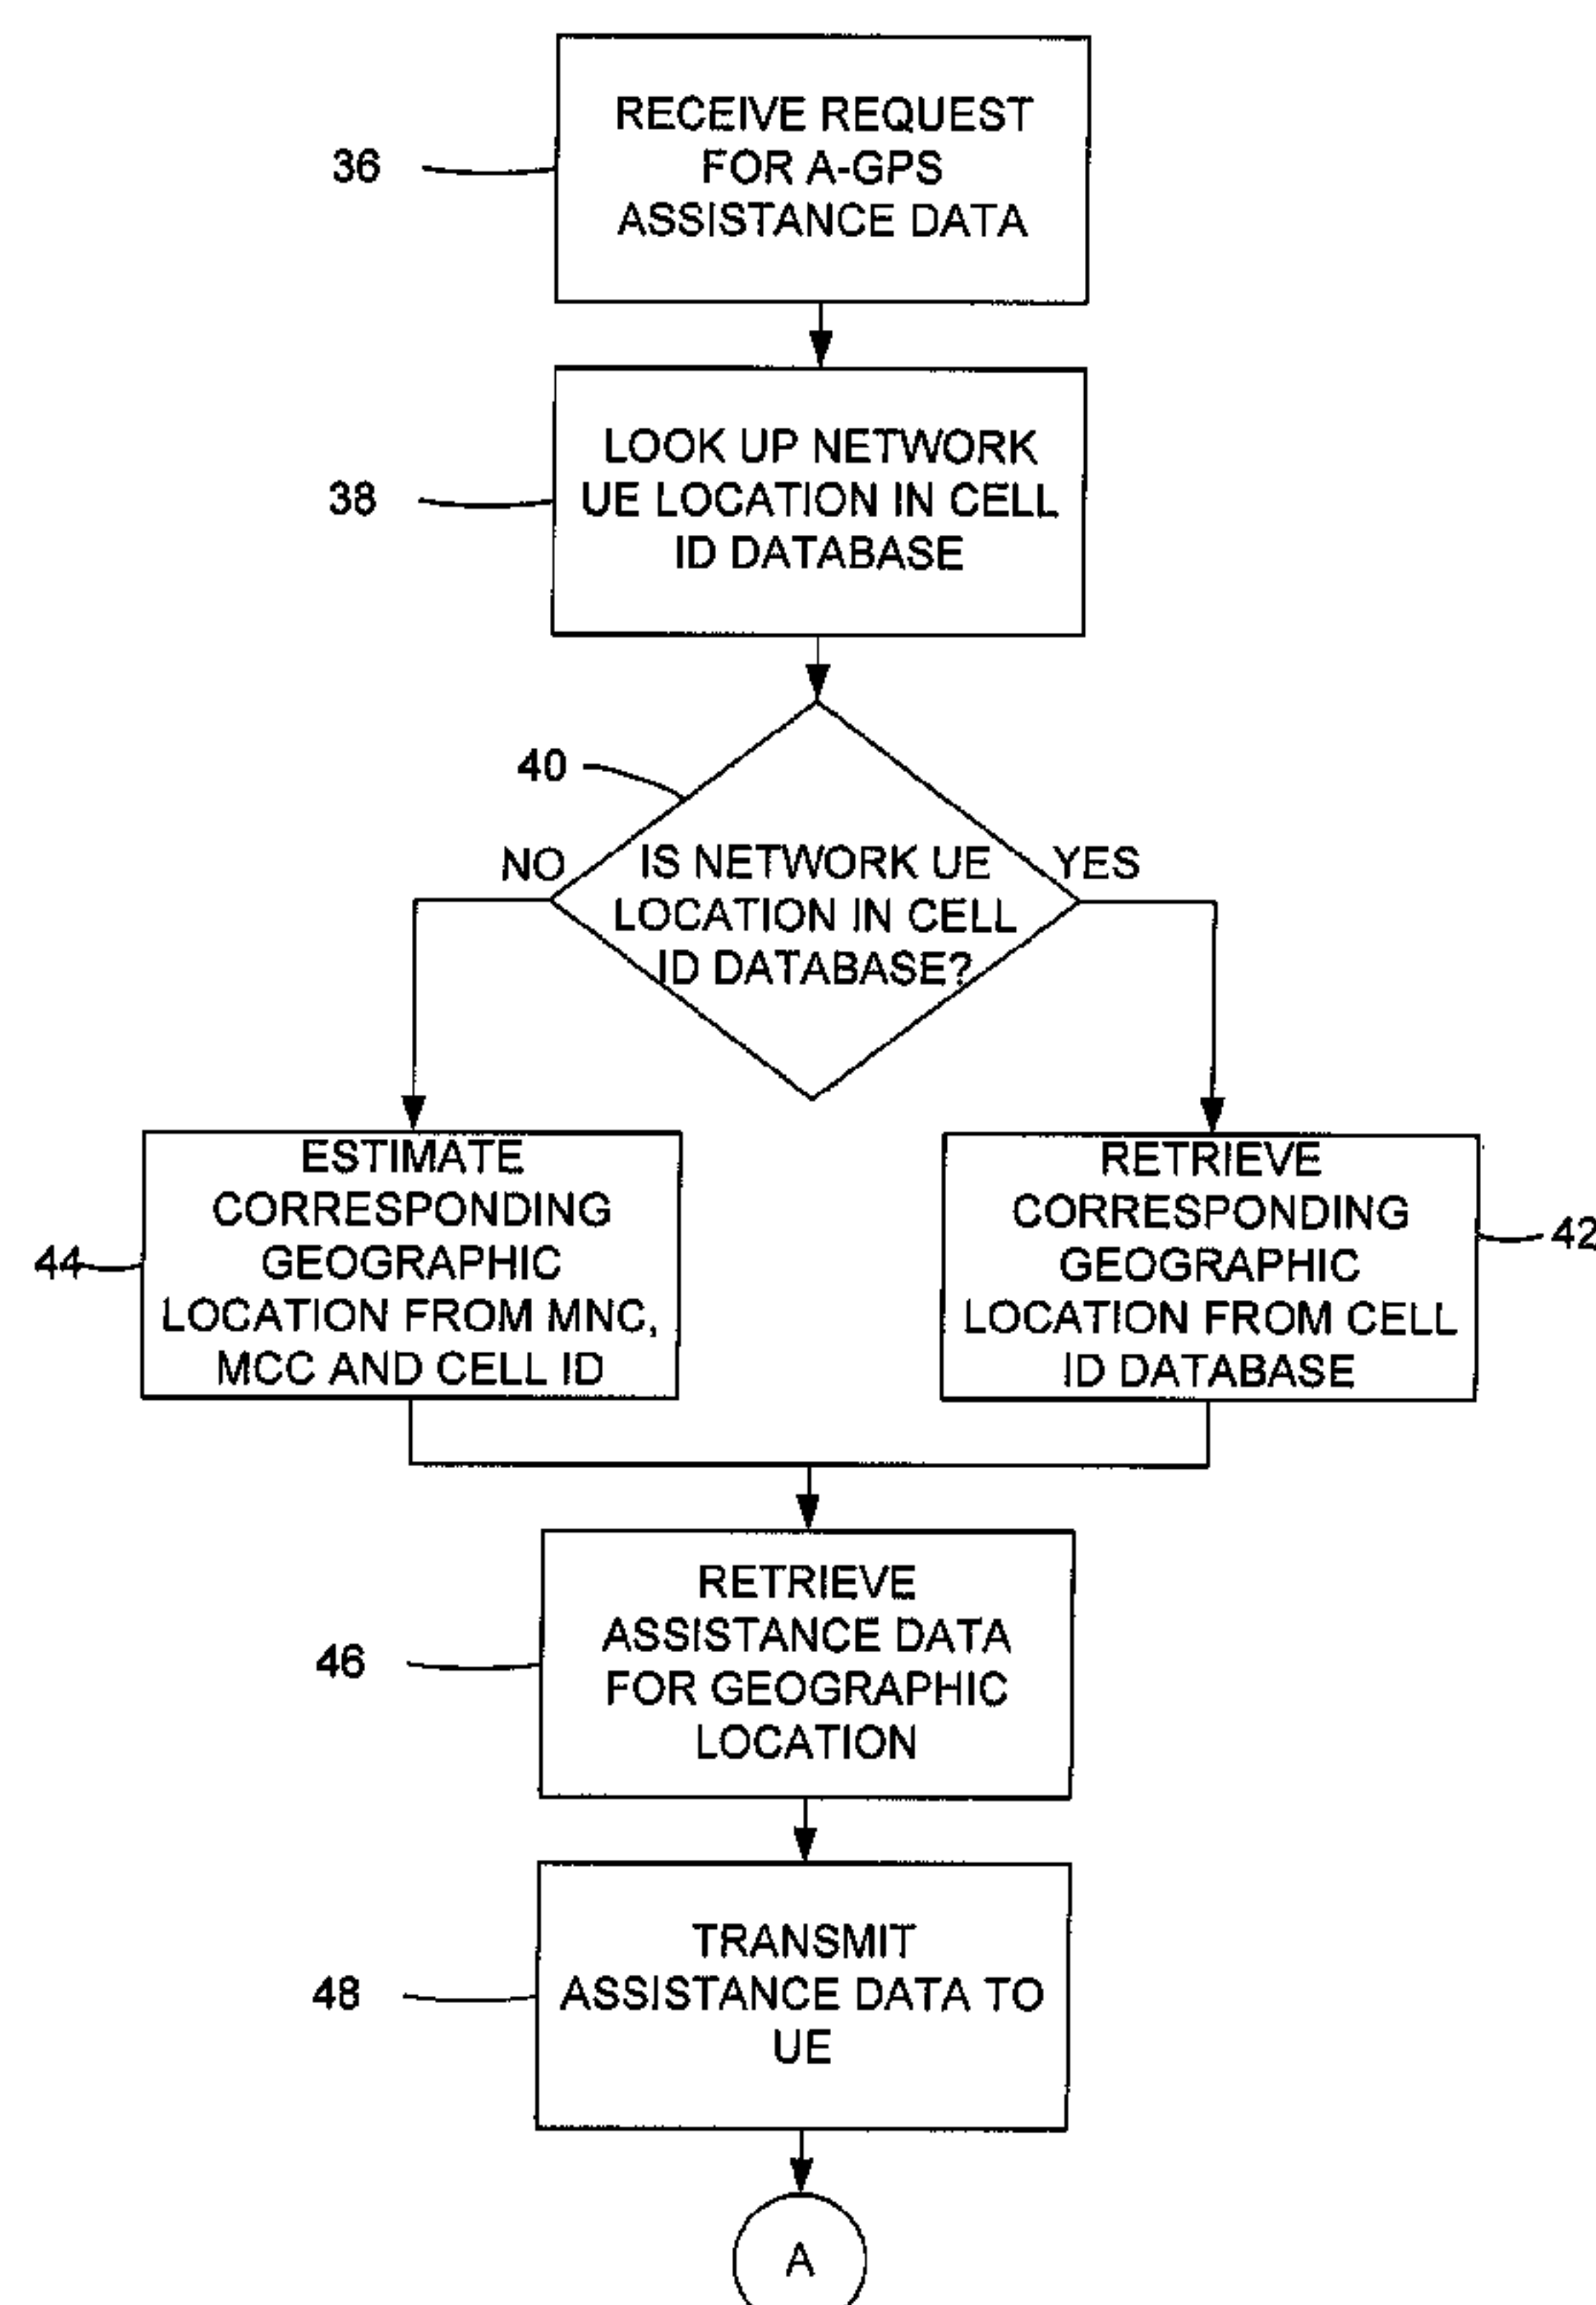 RECEIVE REQUEST
FOR A-GPS
ASSISTANCE DATA
36
LOOK UP NETWORK
UE LOCATION IN CELL
ID DATABASE
38
40
NO
IS NETWORK UE
LOCATION IN CELL
ID DATABASE?
YES
ESTIMATE
CORRESPONDING
GEOGRAPHIC
LOCATION FROM MNC,
MCC AND CELL ID
44
RETRIEVE
CORRESPONDING
GEOGRAPHIC
LOCATION FROM CELL
ID DATABASE
42
RETRIEVE
ASSISTANCE DATA
FOR GEOGRAPHIC
LOCATION
46
TRANSMIT
ASSISTANCE DATA TO
UE
48
A